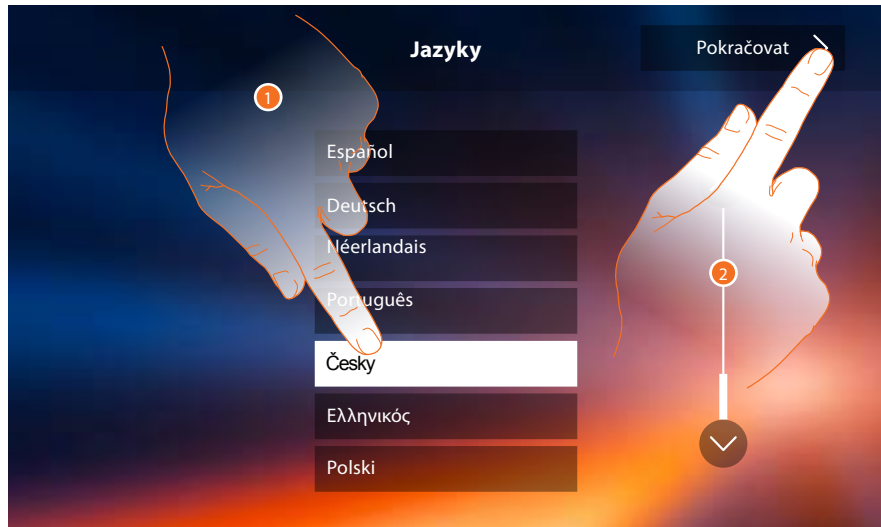 Jazyky
Pokračovat
1
Español
Deutsch
Néerlandais
2
Português
Česky
Ελληνικός
Polski